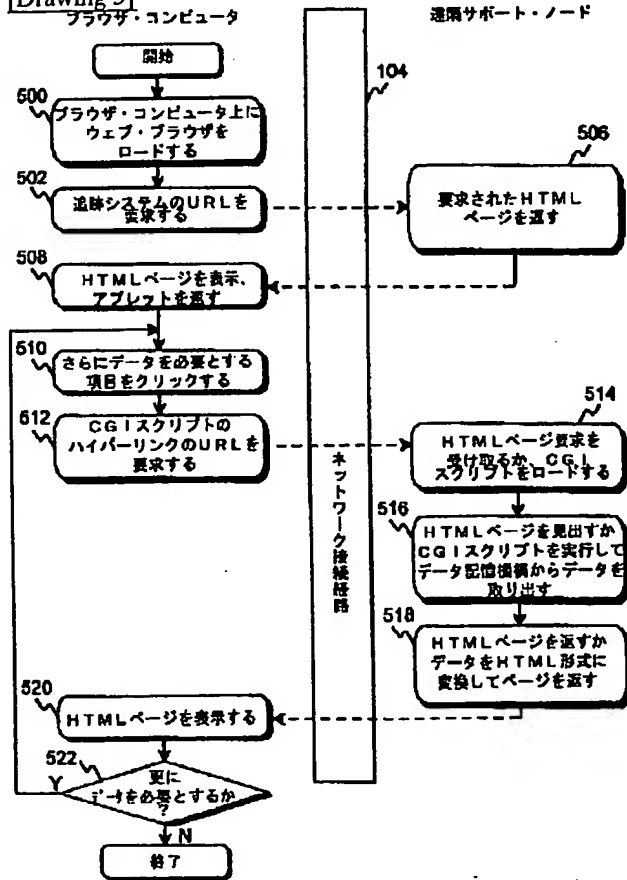 [Drawing 5]
ブラウザ・コンピュータ
遠隔サポート・ノード
開始
104
500
ブラウザ・コンピュータ上に
ウェブ・ブラウザを
ロードする
502
追跡システムのURLを
要求する
506
要求されたHTML
ページを返す
508
HTMLページを表示、
アプレットを返す
510
さらにデータを必要とする
項目をクリックする
512
CGIスクリプトの
ハイパーリンクのURLを
要求する
ネットワーク接続経路
514
HTMLページ要求を
受け取るか、CGI
スクリプトをロードする
516
HTMLページを見出すか
CGIスクリプトを実行して
データ記憶機構からデータを
取り出す
518
HTMLページを返すか
データをHTML形式に
変換してページを返す
520
HTMLページを表示する
522
更に
データを必要とするか
?
Y
N
終了